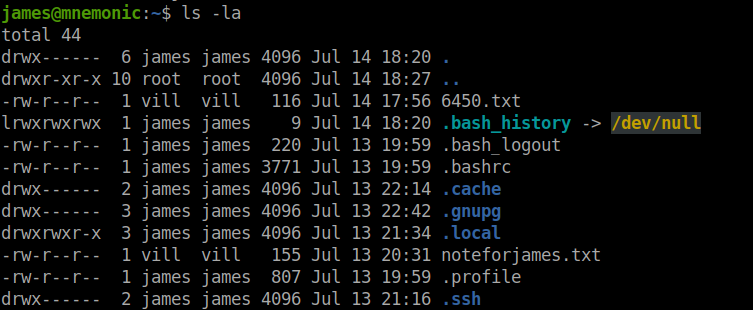 james@mnemonic:~$ ls -la
total 44
drwx------  6 james james 4096 Jul 14 18:20 .
drwxr-xr-x 10 root  root  4096 Jul 14 18:27 ..
-rw-r--r--  1 vill  vill   116 Jul 14 17:56 6450.txt
lrwxrwxrwx  1 james james    9 Jul 14 18:20 .bash_history -> /dev/null
-rw-r--r--  1 james james  220 Jul 13 19:59 .bash_logout
-rw-r--r--  1 james james 3771 Jul 13 19:59 .bashrc
drwx------  2 james james 4096 Jul 13 22:14 .cache
drwx------  3 james james 4096 Jul 13 22:42 .gnupg
drwxrwxr-x  3 james james 4096 Jul 13 21:34 .local
-rw-r--r--  1 vill  vill   155 Jul 13 20:31 noteforjames.txt
-rw-r--r--  1 james james  807 Jul 13 19:59 .profile
drwx------  2 james james 4096 Jul 13 21:16 .ssh